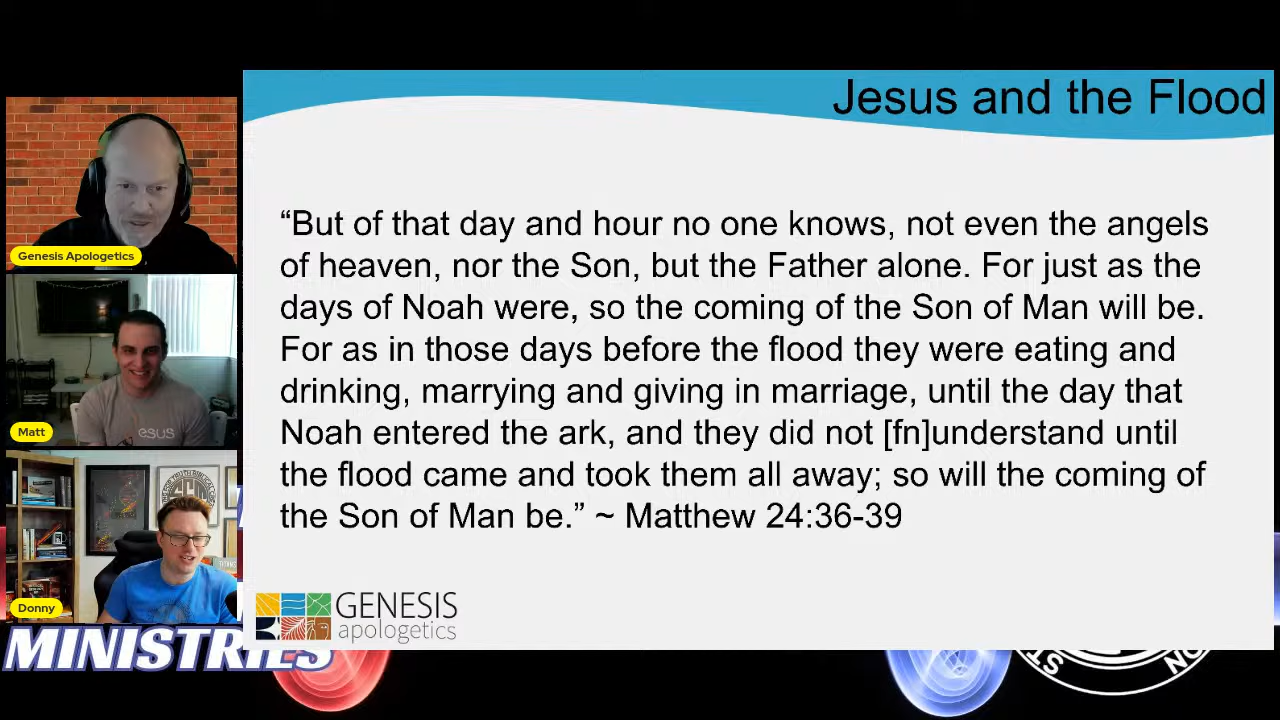 Jesus and the Flood
“But of that day and hour no one knows, not even the angels
of heaven, nor the Son, but the Father alone. For just as the
days of Noah were, so the coming of the Son of Man will be.
For as in those days before the flood they were eating and
drinking, marrying and giving in marriage, until the day that
Noah entered the ark, and they did not [fn]understand until
the flood came and took them all away; so will the coming of
the Son of Man be.” ~ Matthew 24:36-39
GENESIS
apologetics
Genesis Apologetics
esus
Matt
Donny
MINISTRIES